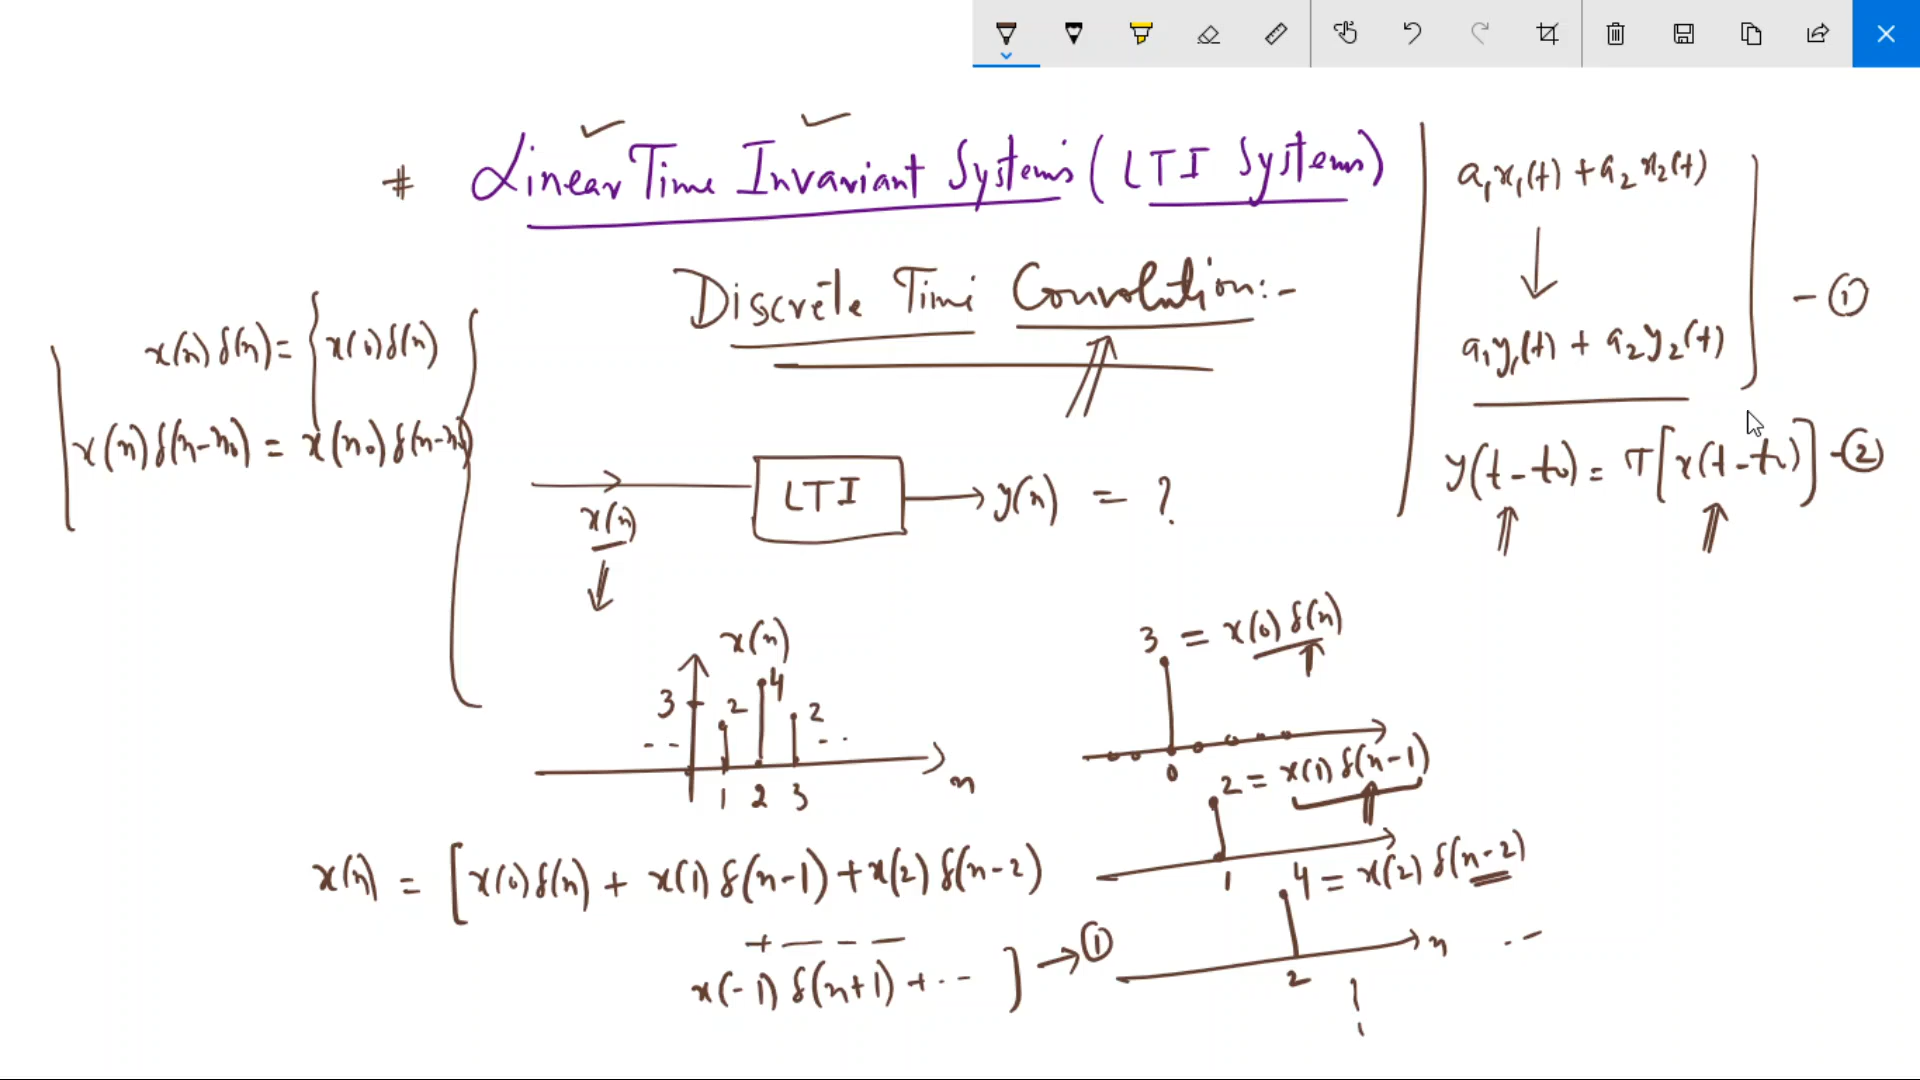 # Linear Time Invariant Systems (LTI Systems)
Discrete Time Convolution:-
a₁x₁(t) + a₂x₂(t)
↓
a₁y₁(t) + a₂y₂(t)
- ①
y(t-t₀) = T[x(t-t₀)] - ②
x(n) δ(n) = x(0) δ(n)
x(n) δ(n-n₀) = x(n₀) δ(n-n₀)
x(n) → LTI → y(n) = ?
x(n)
3 2 4 2
-- --
1 2 3 n
3 = x(0) δ(n)
0
2 = x(1) δ(n-1)
1
4 = x(2) δ(n-2)
2 n --
x(n) = [x(0) δ(n) + x(1) δ(n-1) + x(2) δ(n-2)
+ ----
x(-1) δ(n+1) + ---] → ①